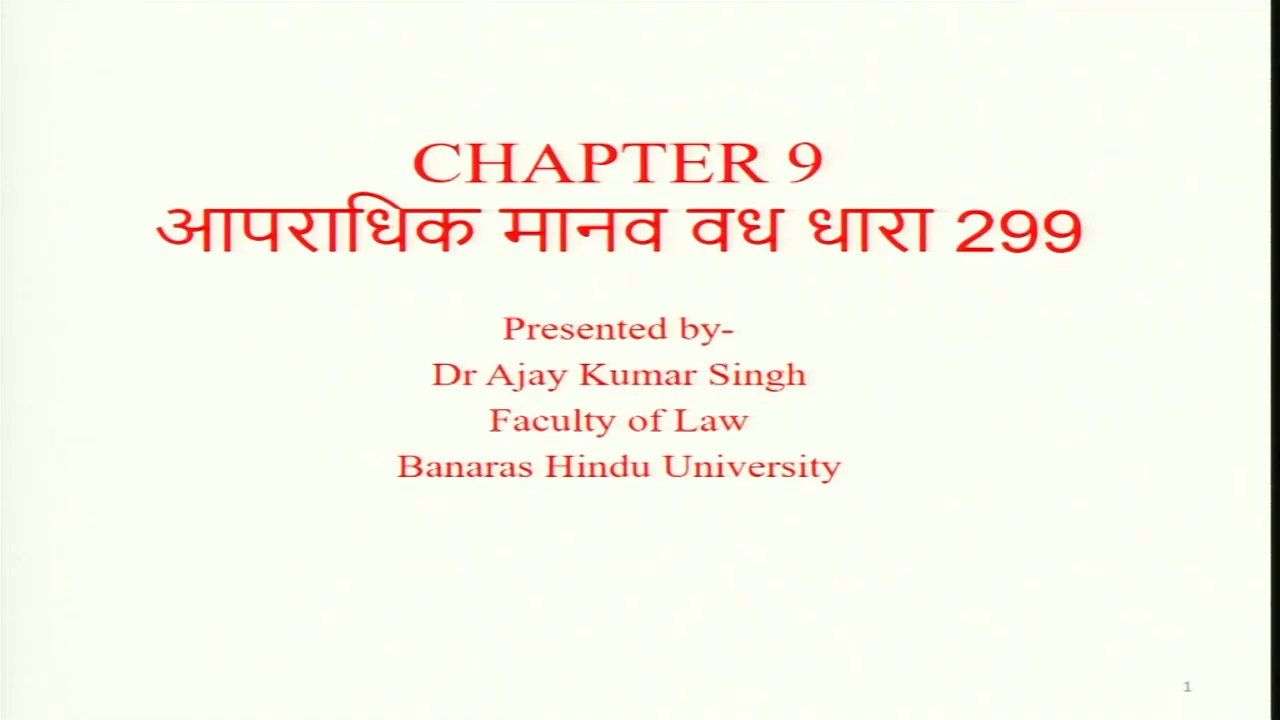 CHAPTER 9
आपराधिक मानव वध धारा 299
Presented by-
Dr Ajay Kumar Singh
Faculty of Law
Banaras Hindu University
1